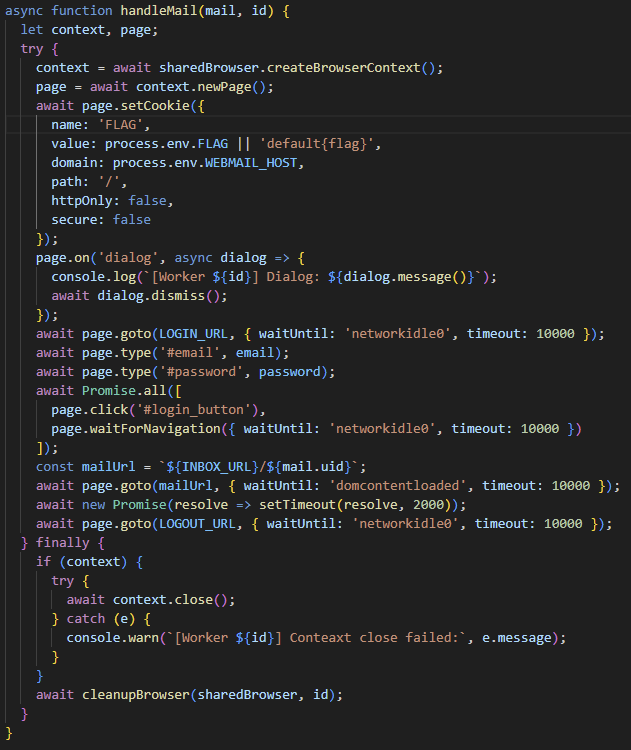 async function handleMail(mail, id) {
  let context, page;
  try {
    context = await sharedBrowser.createBrowserContext();
    page = await context.newPage();
    await page.setCookie({
      name: 'FLAG',
      value: process.env.FLAG || 'default{flag}',
      domain: process.env.WEBMAIL_HOST,
      path: '/',
      httpOnly: false,
      secure: false
    });
    page.on('dialog', async dialog => {
      console.log(`[Worker ${id}] Dialog: ${dialog.message()}`);
      await dialog.dismiss();
    });
    await page.goto(LOGIN_URL, { waitUntil: 'networkidle0', timeout: 10000 });
    await page.type('#email', email);
    await page.type('#password', password);
    await Promise.all([
      page.click('#login_button'),
      page.waitForNavigation({ waitUntil: 'networkidle0', timeout: 10000 })
    ]);
    const mailUrl = `${INBOX_URL}/${mail.uid}`;
    await page.goto(mailUrl, { waitUntil: 'domcontentloaded', timeout: 10000 });
    await new Promise(resolve => setTimeout(resolve, 2000));
    await page.goto(LOGOUT_URL, { waitUntil: 'networkidle0', timeout: 10000 });
  } finally {
    if (context) {
      try {
        await context.close();
      } catch (e) {
        console.warn(`[Worker ${id}] Conteaxt close failed:`, e.message);
      }
    }
    await cleanupBrowser(sharedBrowser, id);
  }
}